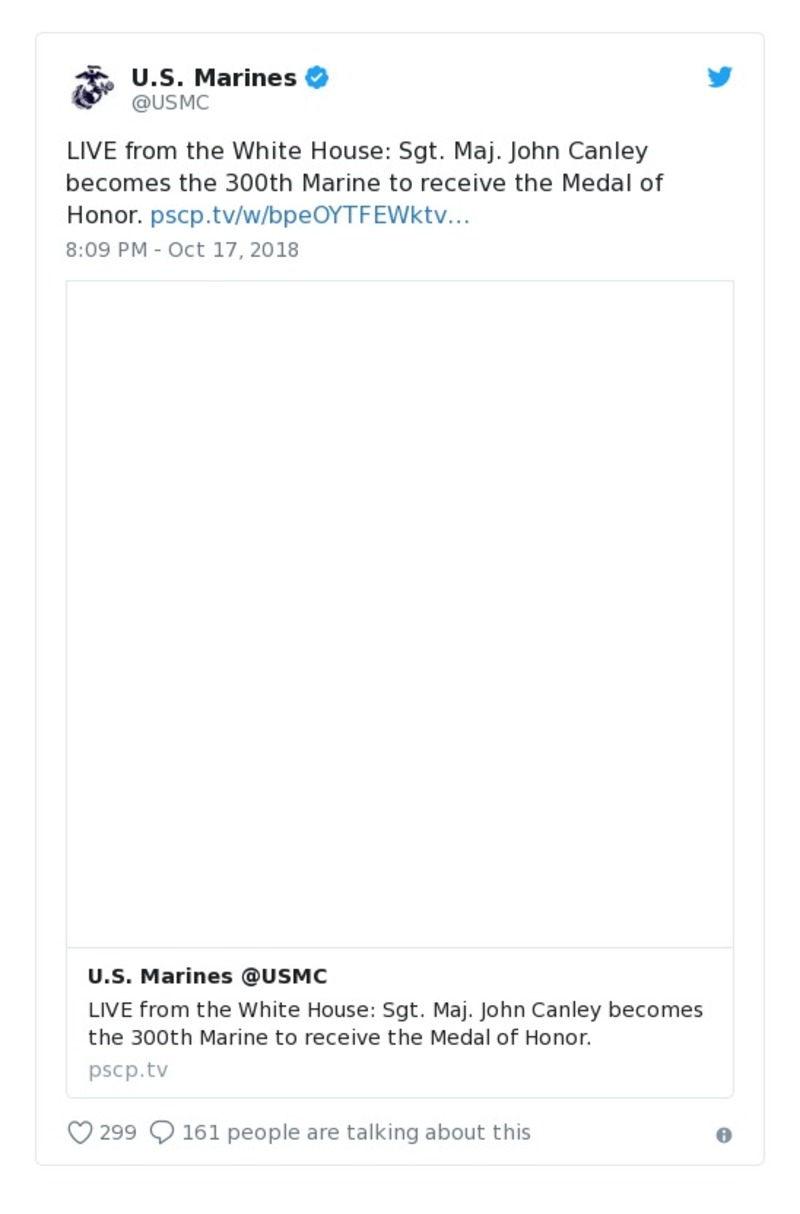 U.S. Marines
@USMC
LIVE from the White House: Sgt. Maj. John Canley
becomes the 300th Marine to receive the Medal of
Honor. pscp.tv/w/bpeOYTFEWktv…
8:09 PM - Oct 17, 2018
U.S. Marines @USMC
LIVE from the White House: Sgt. Maj. John Canley becomes
the 300th Marine to receive the Medal of Honor.
pscp.tv
299 161 people are talking about this